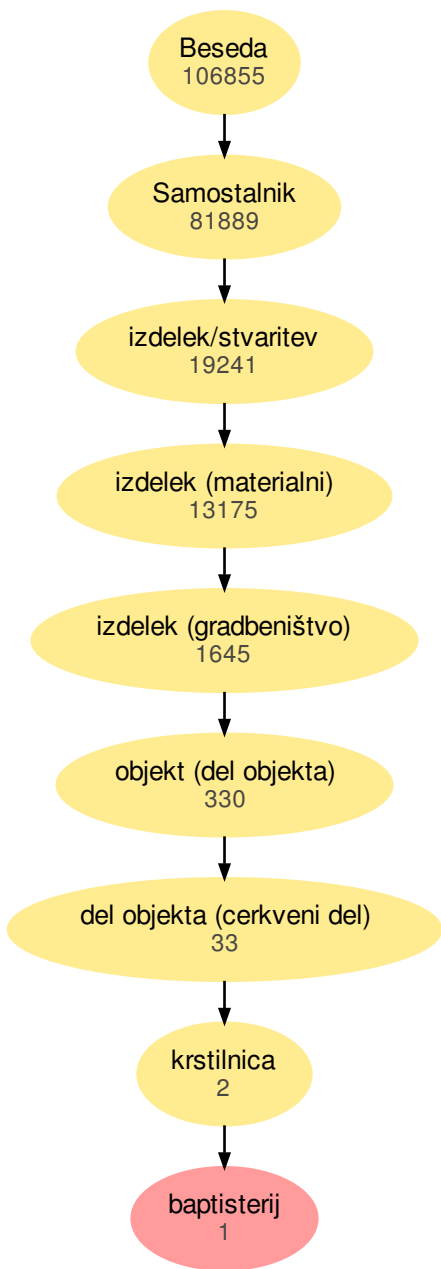 Beseda
106855
Samostalnik
81889
izdelek/stvaritev
19241
izdelek (materialni)
13175
izdelek (gradbeništvo)
1645
objekt (del objekta)
330
del objekta (cerkveni del)
33
krstilnica
2
baptisterij
1